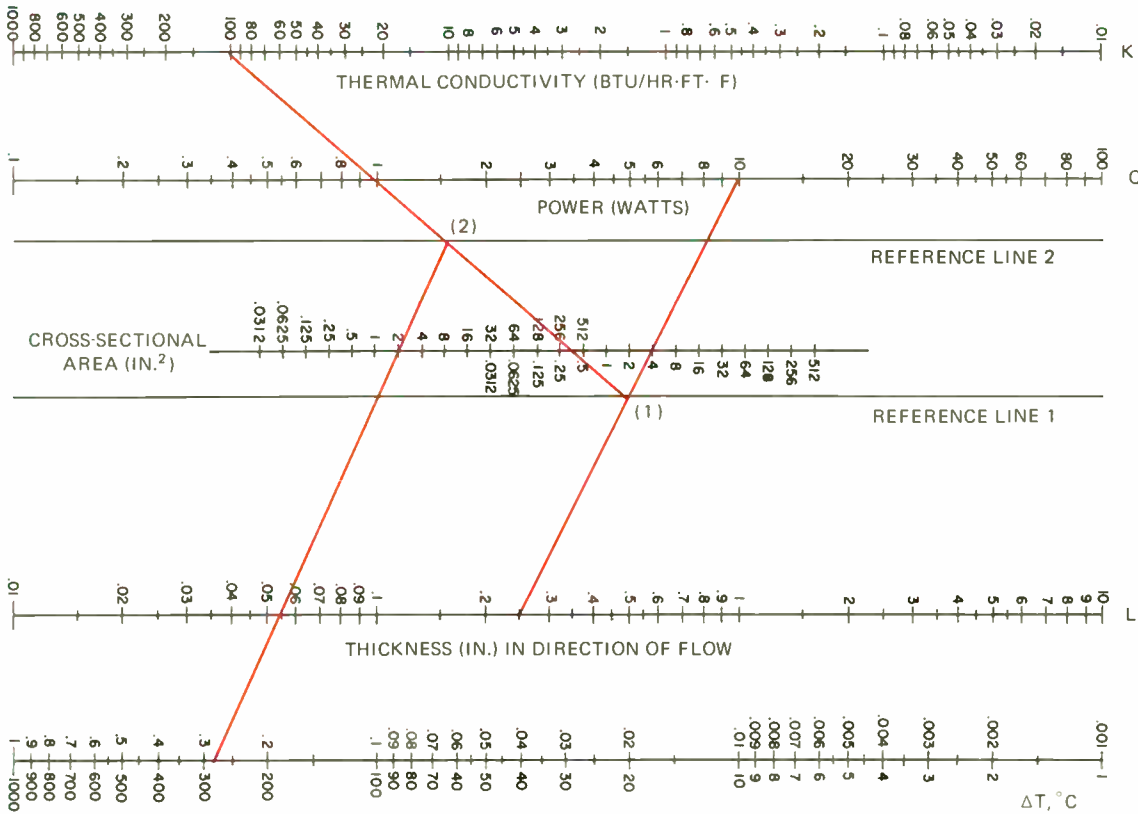 1000 800 600 500 400 300 200 100 80 60 50 40 30 20 10 8 6 5 4 3 2 1 .8 .6 .5 .4 .3 .2 .1 .08 .06 .05 .04 .03 .02 .01
K
THERMAL CONDUCTIVITY (BTU/HR·FT· F)
.1 .2 .3 .4 .5 .6 .8 1 2 3 4 5 6 8 10 20 30 40 50 60 80 100
POWER (WATTS)
(2)
REFERENCE LINE 2
CROSS-SECTIONAL
AREA (IN.²)
.0312 .0625 .125 .25 .5 1 2 4 8 16 32 64 128 256 512
.0312 .0625 .125 .25 .5 1 2 4 8 16 32 64 128 256 512
(1)
REFERENCE LINE 1
.01 .02 .03 .04 .05 .06 .07 .08 .09 .1 .2 .3 .4 .5 .6 .7 .8 .9 1 2 3 4 5 6 7 8 9 10
L
THICKNESS (IN.) IN DIRECTION OF FLOW
1 .9 .8 .7 .6 .5 .4 .3 .2 .1 .09 .08 .07 .06 .05 .04 .03 .02 .01 .009 .008 .007 .006 .005 .004 .003 .002 .001
1000 900 800 700 600 500 400 300 200 100 90 80 70 60 50 40 30 20 10 9 8 7 6 5 4 3 2 1
ΔT,°C